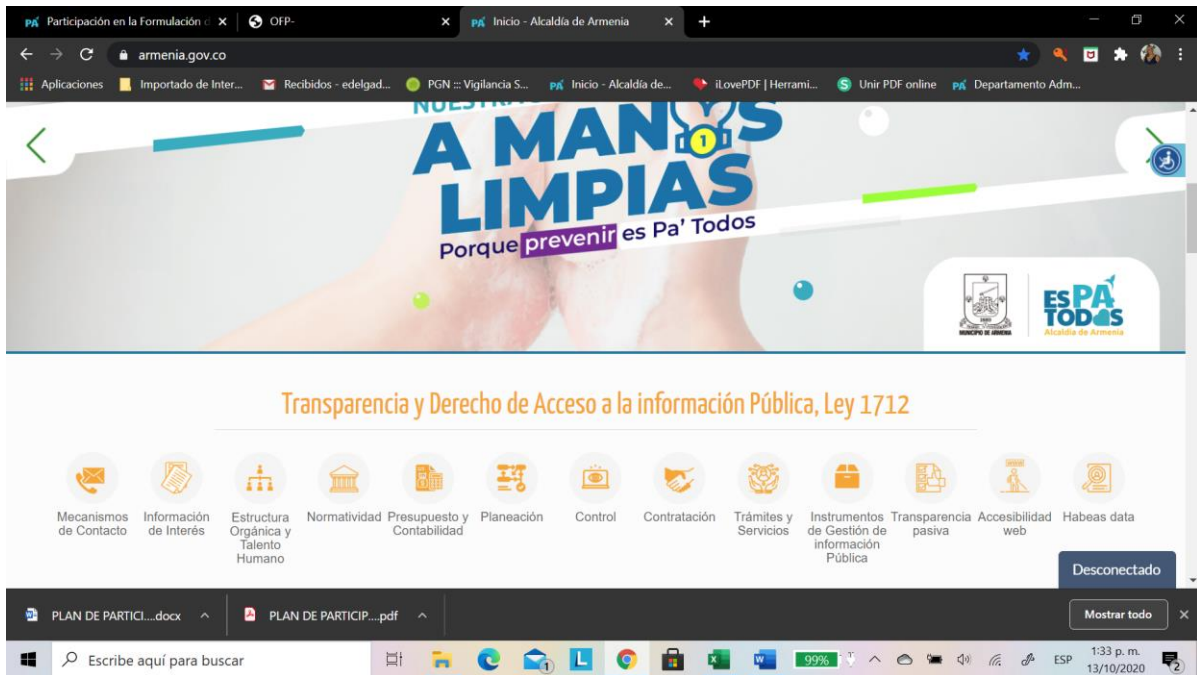 Participación en la Formulación d
OFP-
Inicio - Alcaldía de Armenia
armenia.gov.co
Aplicaciones
Importado de Inter...
Recibidos - edelgad...
PGN ::: Vigilancia S...
Inicio - Alcaldía de...
iLovePDF | Herrami...
Unir PDF online
Departamento Adm...
A MANOS
1
LIMPIAS
Porque prevenir es Pa' Todos
MUNICIPIO DE ARMENIA
ES PA
TODOS
Alcaldía de Armenia
Transparencia y Derecho de Acceso a la información Pública, Ley 1712
Mecanismos
de Contacto
Información
de Interés
Estructura
Orgánica y
Talento
Humano
Normatividad
Presupuesto y
Contabilidad
Planeación
Control
Contratación
Trámites y
Servicios
Instrumentos
de Gestión de
información
Pública
Transparencia
pasiva
Accesibilidad
web
Habeas data
Desconectado
PLAN DE PARTICI....docx
PLAN DE PARTICIP....pdf
Mostrar todo
Escribe aquí para buscar
99%
ESP
1:33 p. m.
13/10/2020
2